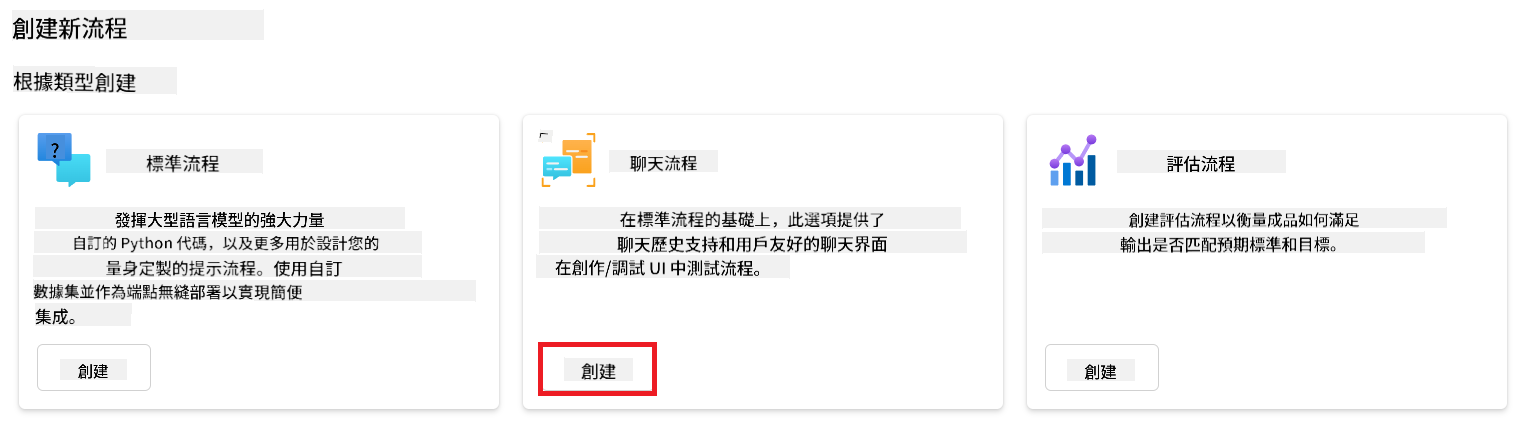 創建新流程
根據類型創建
?
標準流程
發揮大型語言模型的強大力量
自訂的 Python 代碼，以及更多用於設計您的
量身定製的提示流程。使用自訂
數據集並作為端點無縫部署以實現簡便
集成。
創建
聊天流程
在標準流程的基礎上，此選項提供了
聊天歷史支持和用戶友好的聊天界面
在創作/調試 UI 中測試流程。
創建
評估流程
創建評估流程以衡量成品如何滿足
輸出是否匹配預期標準和目標。
創建